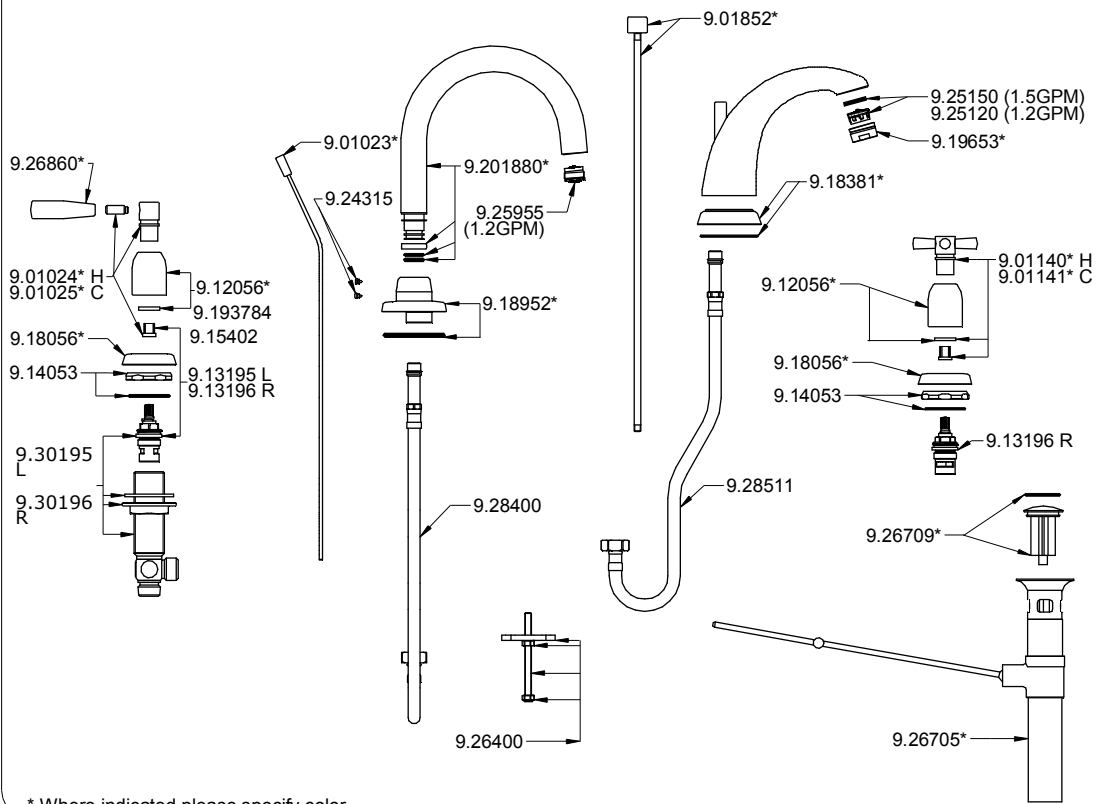 9.01852*
9.25150 (1.5GPM)
9.25120 (1.2GPM)
9.19653*
9.01023*
9.26860*
9.201880*
9.18381*
9.24315
9.25955
(1.2GPM)
9.01024* H
9.01025* C
9.12056*
9.193784
9.15402
9.18056*
9.14053
9.13195 L
9.13196 R
9.18952*
9.01140* H
9.01141* C
9.12056*
9.18056*
9.14053
9.13196 R
9.30195
L
9.30196
R
9.28400
9.28511
9.26709*
9.26400
9.26705*
* Where indicated please specify color